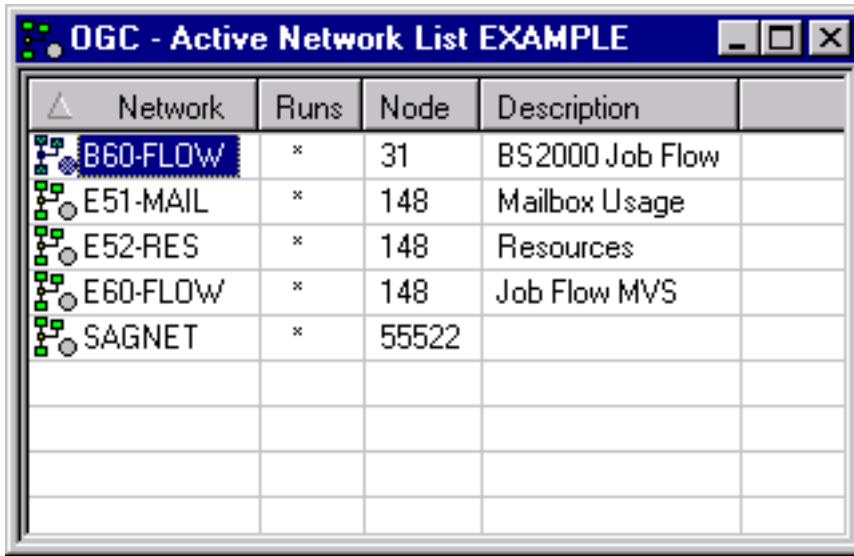 OGC - Active Network List EXAMPLE
Network Runs Node Description
B60-FLOW * 31 BS2000 Job Flow
E51-MAIL * 148 Mailbox Usage
E52-RES * 148 Resources
E60-FLOW * 148 Job Flow MVS
SAGNET * 55522